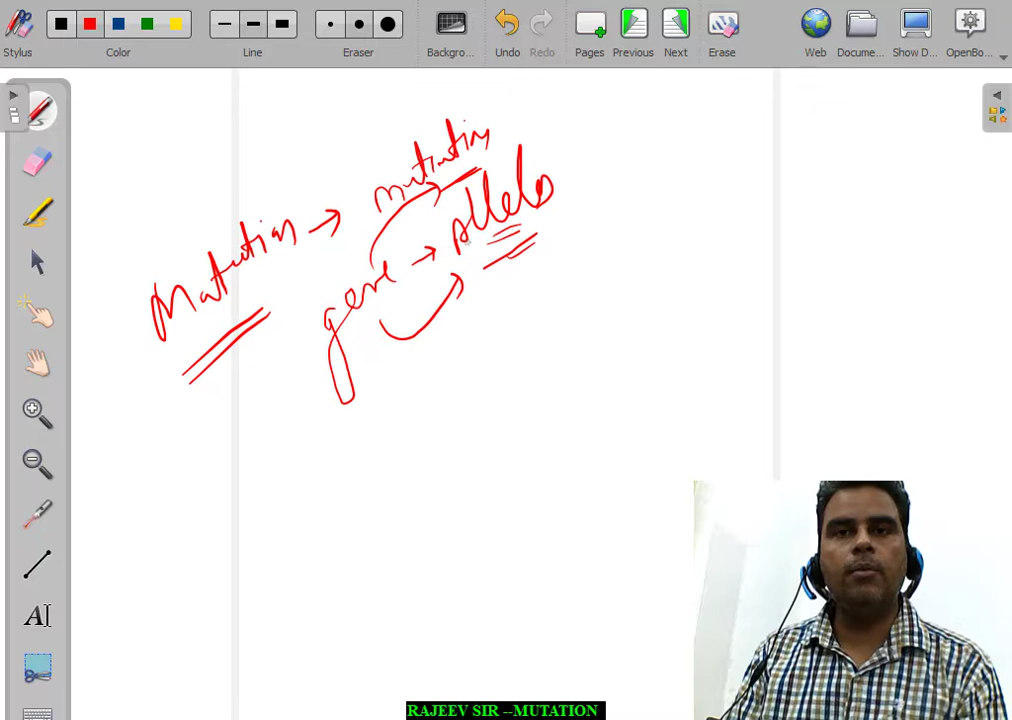 Stylus
Color
Line
Eraser
Backgro...
Undo
Redo
Pages
Previous
Next
Erase
Web
Docume...
Show D...
OpenBo...
Mutation → mutation
gene → Allelo
A
RAJEEV SIR --MUTATION